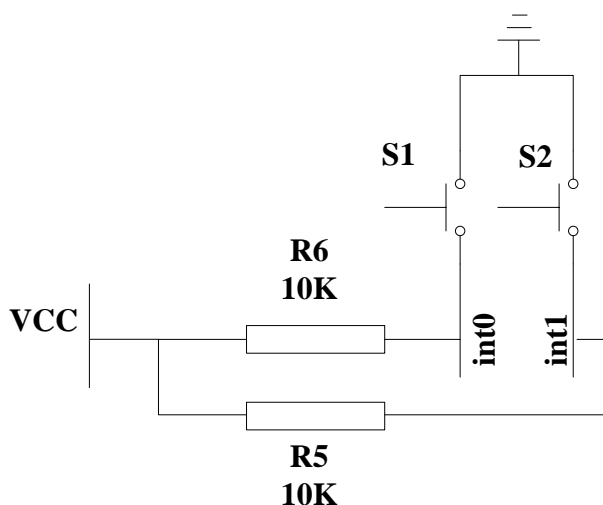 S1
S2
R6
10K
VCC
int0
int1
R5
10K